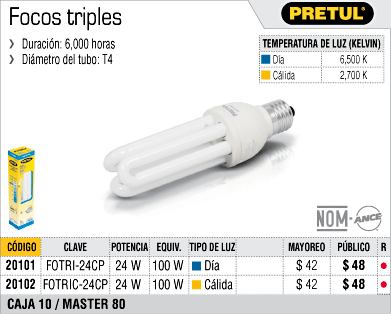 Focos triples
PRETUL®
Duración: 6,000 horas
Diámetro del tubo: T4
TEMPERATURA DE LUZ (KELVIN)
Día 6,500 K
Cálida 2,700 K
PRETUL
NOM-ANCE
CÓDIGO CLAVE POTENCIA EQUIV. TIPO DE LUZ MAYOREO PÚBLICO R
20101 FOTRI-24CP 24 W 100 W Día $ 42 $ 48
20102 FOTRIC-24CP 24 W 100 W Cálida $ 42 $ 48
CAJA 10 / MASTER 80